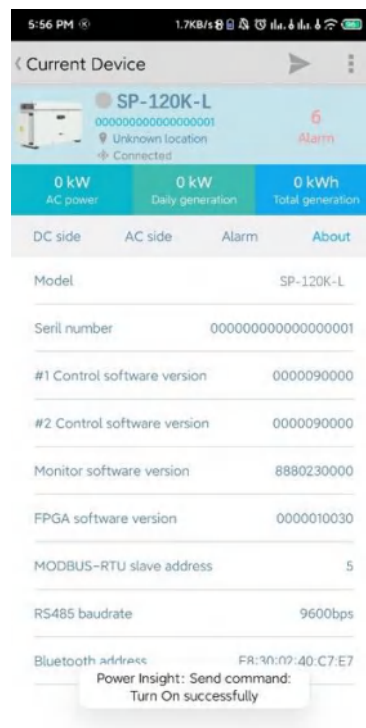 5:56 PM 1.7KB/s
Current Device
SP-120K-L
000000000000000001
Unknown location
Connected
6
Alarm
0 kW
AC power
0 kW
Daily generation
0 kWh
Total generation
DC side AC side Alarm About
Model SP-120K-L
Seril number 000000000000000001
#1 Control software version 0000090000
#2 Control software version 0000090000
Monitor software version 8880230000
FPGA software version 0000010030
MODBUS-RTU slave address 5
RS485 baudrate 9600bps
Bluetooth address F8:30:02:40:C7:E7
Power Insight: Send command:
Turn On successfully